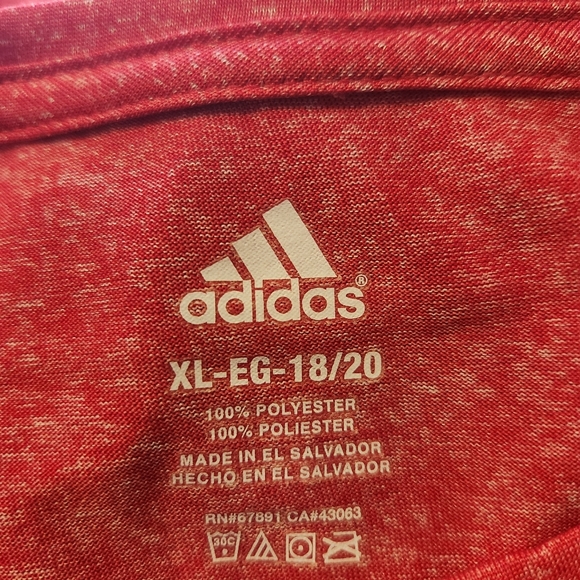 adidas®
XL-EG-18/20
100% POLYESTER
100% POLIESTER
MADE IN EL SALVADOR
HECHO EN EL SALVADOR
RN#67891 CA#43063
30C